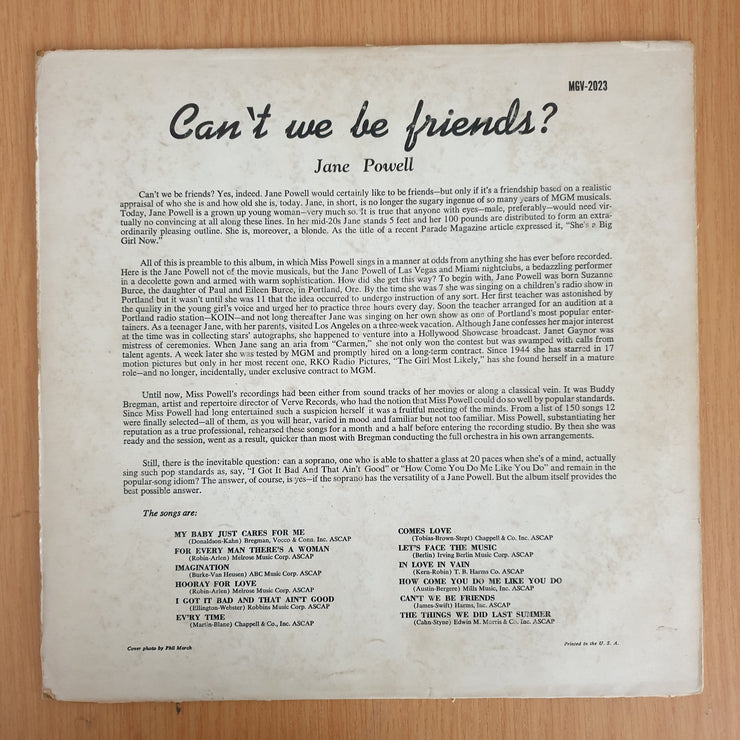 MGV-2023
Can't we be friends?
Jane Powell
Can't we be friends? Yes, indeed. Jane Powell would certainly like to be friends—but only if it's a friendship based on a realistic
appraisal of who she is and how old she is, today. Jane, in short, is no longer the sugary ingenue of so many years of MGM musicals.
Today, Jane Powell is a grown up young woman—very much so. It is true that anyone with eyes—male, preferably—would need vir-
tually no convincing at all along these lines. In her mid-20s Jane stands 5 feet and her 100 pounds are distributed to form an extra-
ordinarily pleasing outline. She is, moreover, a blonde. As the title of a recent Parade Magazine article expressed it, "She's a Big
Girl Now."
All of this is preamble to this album, in which Miss Powell sings in a manner at odds from anything she has ever before recorded.
Here is the Jane Powell not of the movie musicals, but the Jane Powell of Las Vegas and Miami nightclubs, a bedazzling performer
in a decolette gown and armed with warm sophistication. How did she get this way? To begin with, Jane Powell was born Suzanne
Burce, the daughter of Paul and Eileen Burce, in Portland, Ore. By the time she was 7 she was singing on a children's radio show in
Portland but it wasn't until she was 11 that the idea occurred to undergo instruction of any sort. Her first teacher was astonished by
the quality in the young girl's voice and urged her to practice three hours every day. Soon the teacher arranged for an audition at a
Portland radio station—KOIN—and not long thereafter Jane was singing on her own show as one of Portland's most popular enter-
tainers. As a teenager Jane, with her parents, visited Los Angeles on a three-week vacation. Although Jane confesses her major interest
at the time was in collecting stars' autographs, she happened to venture into a Hollywood Showcase broadcast. Janet Gaynor was
mistress of ceremonies. When Jane sang an aria from "Carmen," she not only won the contest but was swamped with calls from
talent agents. A week later she was tested by MGM and promptly hired on a long-term contract. Since 1944 she has starred in 17
motion pictures but only in her most recent one, RKO Radio Pictures, "The Girl Most Likely," has she found herself in a mature
role—and no longer, incidentally, under exclusive contract to MGM.
Until now, Miss Powell's recordings had been either from sound tracks of her movies or along a classical vein. It was Buddy
Bregman, artist and repertoire director of Verve Records, who had the notion that Miss Powell could do so well by popular standards.
Since Miss Powell had long entertained such a suspicion herself it was a fruitful meeting of the minds. From a list of 150 songs 12
were finally selected—all of them, as you will hear, varied in mood and familiar but not too familiar. Miss Powell, substantiating her
reputation as a true professional, rehearsed these songs for a month and a half before entering the recording studio. By then she was
ready and the session, went as a result, quicker than most with Bregman conducting the full orchestra in his own arrangements.
Still, there is the inevitable question: can a soprano, one who is able to shatter a glass at 20 paces when she's of a mind, actually
sing such pop standards as, say, "I Got It Bad And That Ain't Good" or "How Come You Do Me Like You Do" and remain in the
popular-song idiom? The answer, of course, is yes—if the soprano has the versatility of a Jane Powell. But the album itself provides the
best possible answer.
The songs are:
MY BABY JUST CARES FOR ME
(Donaldson-Kahn) Bregman, Vocco & Conn. Inc. ASCAP
FOR EVERY MAN THERE'S A WOMAN
(Robin-Arlen) Melrose Music Corp. ASCAP
IMAGINATION
(Burke-Van Heusen) ABC Music Corp. ASCAP
HOORAY FOR LOVE
(Robin-Arlen) Melrose Music Corp. ASCAP
I GOT IT BAD AND THAT AIN'T GOOD
(Ellington-Webster) Robbins Music Corp. ASCAP
EV'RY TIME
(Martin-Blane) Chappell & Co., Inc. ASCAP
COMES LOVE
(Tobias-Brown-Stept) Chappell & Co. Inc. ASCAP
LET'S FACE THE MUSIC
(Berlin) Irving Berlin Music Corp. ASCAP
IN LOVE IN VAIN
(Kern-Robin) T. B. Harms Co. ASCAP
HOW COME YOU DO ME LIKE YOU DO
(Austin-Bergere) Mills Music, Inc. ASCAP
CAN'T WE BE FRIENDS
(James-Swift) Harms, Inc. ASCAP
THE THINGS WE DID LAST SUMMER
(Cahn-Styne) Edwin M. Morris & Co. Inc. ASCAP
Cover photo by Phil March
Printed in the U. S. A.